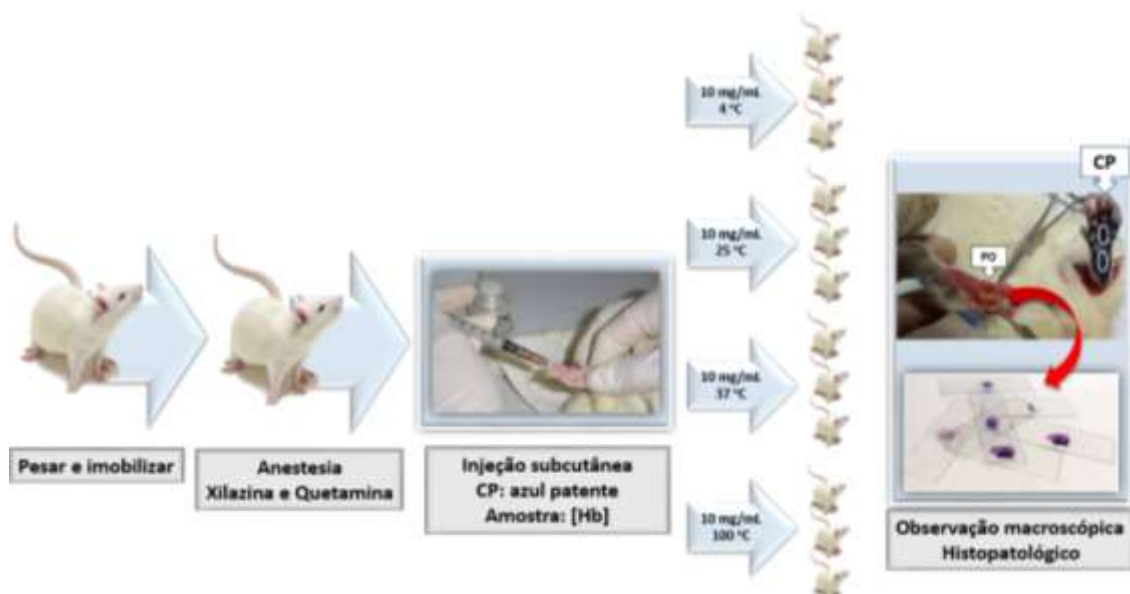 Pesar e imobilizar
Anestesia
Xilazina e Quetamina
Injeção subcutânea
CP: azul patente
Amostra: [Hb]
10 mg/mL
4 °C
10 mg/mL
25 °C
10 mg/mL
37 °C
10 mg/mL
100 °C
CP
PO
Observação macroscópica
Histopatológico